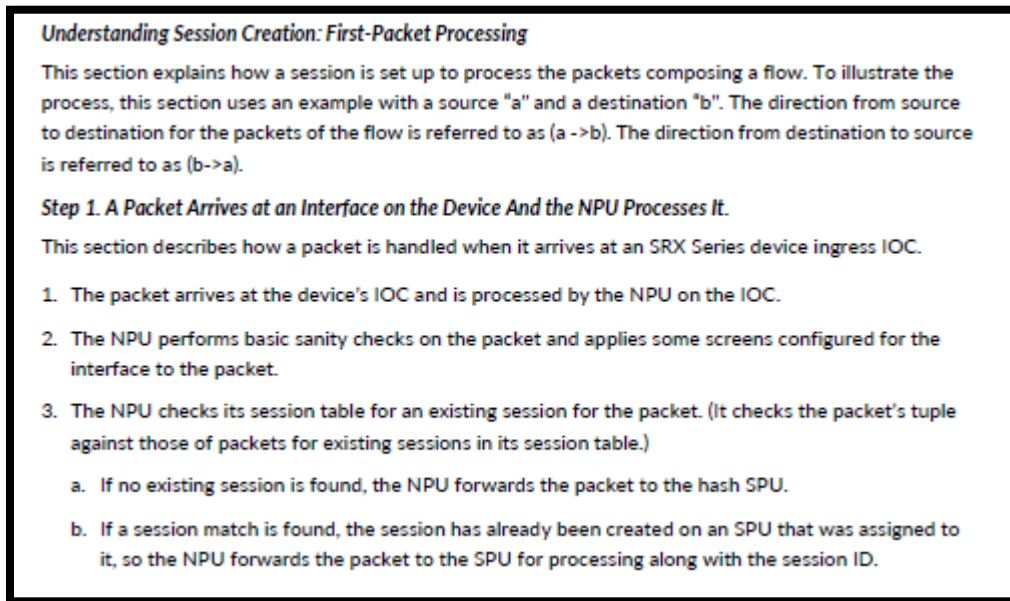 Understanding Session Creation: First-Packet Processing
This section explains how a session is set up to process the packets composing a flow. To illustrate the
process, this section uses an example with a source "a" and a destination "b". The direction from source
to destination for the packets of the flow is referred to as (a ->b). The direction from destination to source
is referred to as (b->a).
Step 1. A Packet Arrives at an Interface on the Device And the NPU Processes It.
This section describes how a packet is handled when it arrives at an SRX Series device ingress IOC.
1. The packet arrives at the device's IOC and is processed by the NPU on the IOC.
2. The NPU performs basic sanity checks on the packet and applies some screens configured for the
interface to the packet.
3. The NPU checks its session table for an existing session for the packet. (It checks the packet's tuple
against those of packets for existing sessions in its session table.)
a. If no existing session is found, the NPU forwards the packet to the hash SPU.
b. If a session match is found, the session has already been created on an SPU that was assigned to
it, so the NPU forwards the packet to the SPU for processing along with the session ID.